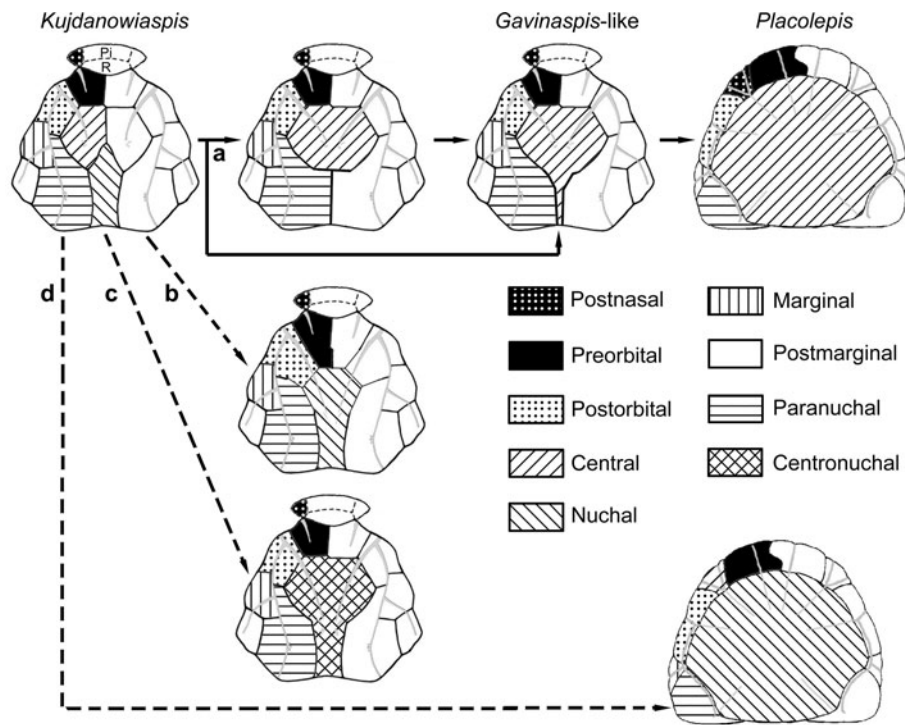 Kujdanowiaspis
Gavinaspis-like
Placolepis
Pi
R
a
d
c
b
Postnasal
Preorbital
Postorbital
Central
Nuchal
Marginal
Postmarginal
Paranuchal
Centronuchal